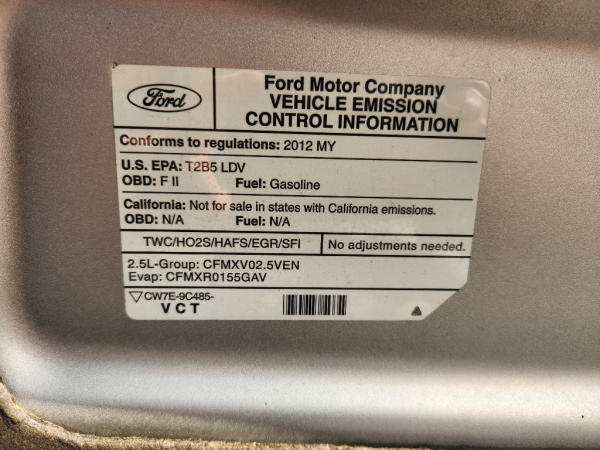 Ford
Ford Motor Company
VEHICLE EMISSION
CONTROL INFORMATION
Conforms to regulations: 2012 MY
U.S. EPA: T2B5 LDV
OBD: F II Fuel: Gasoline
California: Not for sale in states with California emissions.
OBD: N/A Fuel: N/A
TWC/HO2S/HAFS/EGR/SFI
No adjustments needed.
2.5L-Group: CFMXV02.5VEN
Evap: CFMXR0155GAV
CW7E-9C485-
V C T